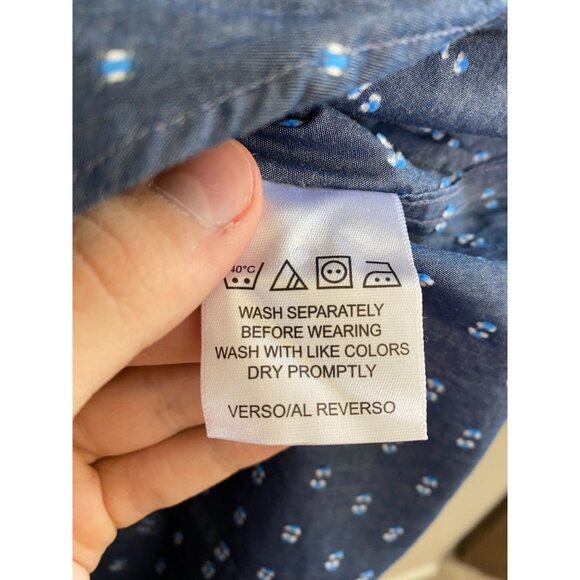 40°C
WASH SEPARATELY
BEFORE WEARING
WASH WITH LIKE COLORS
DRY PROMPTLY
VERSO/AL REVERSO